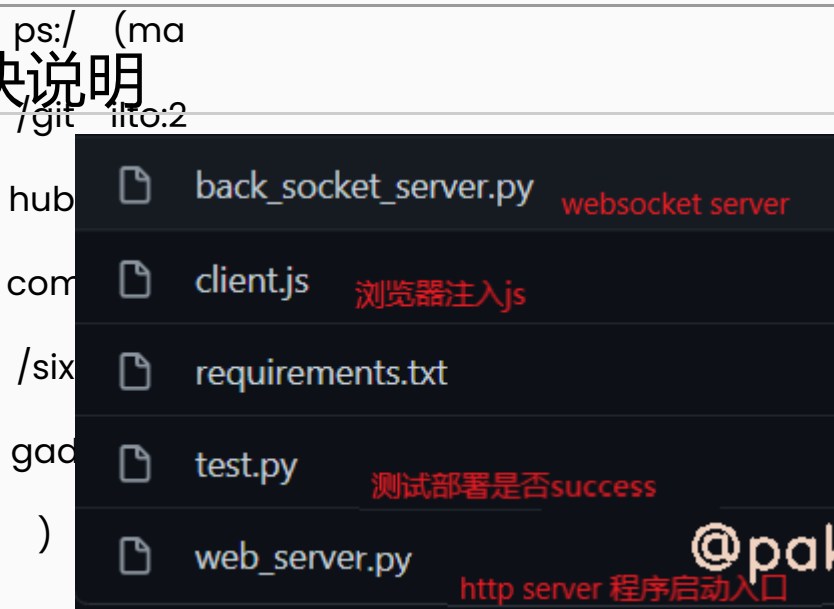 ps:/ (ma
块说明
/git ilto:2
hub
back_socket_server.py websocket server
com
client.js 浏览器注入js
/six
requirements.txt
gad
test.py 测试部署是否success
)
web_server.py @pak
http server 程序启动入口